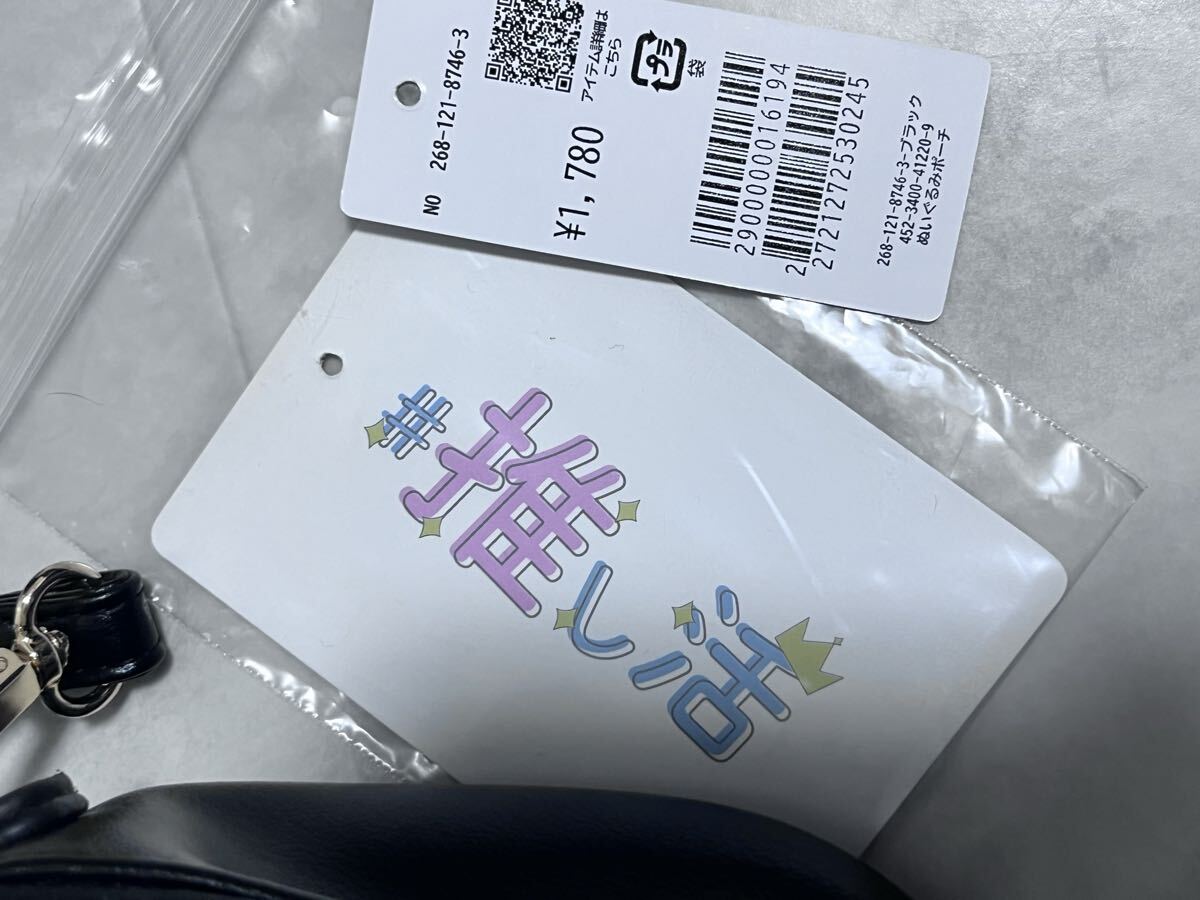 NO 268-121-8746-3
アイテム詳細は
こちら
プラ
袋
¥1,780
2900000016194
2721272530245
268-121-8746-3-ブラック
452-3400-41220-9
ぬいぐるみポーチ
#推し活